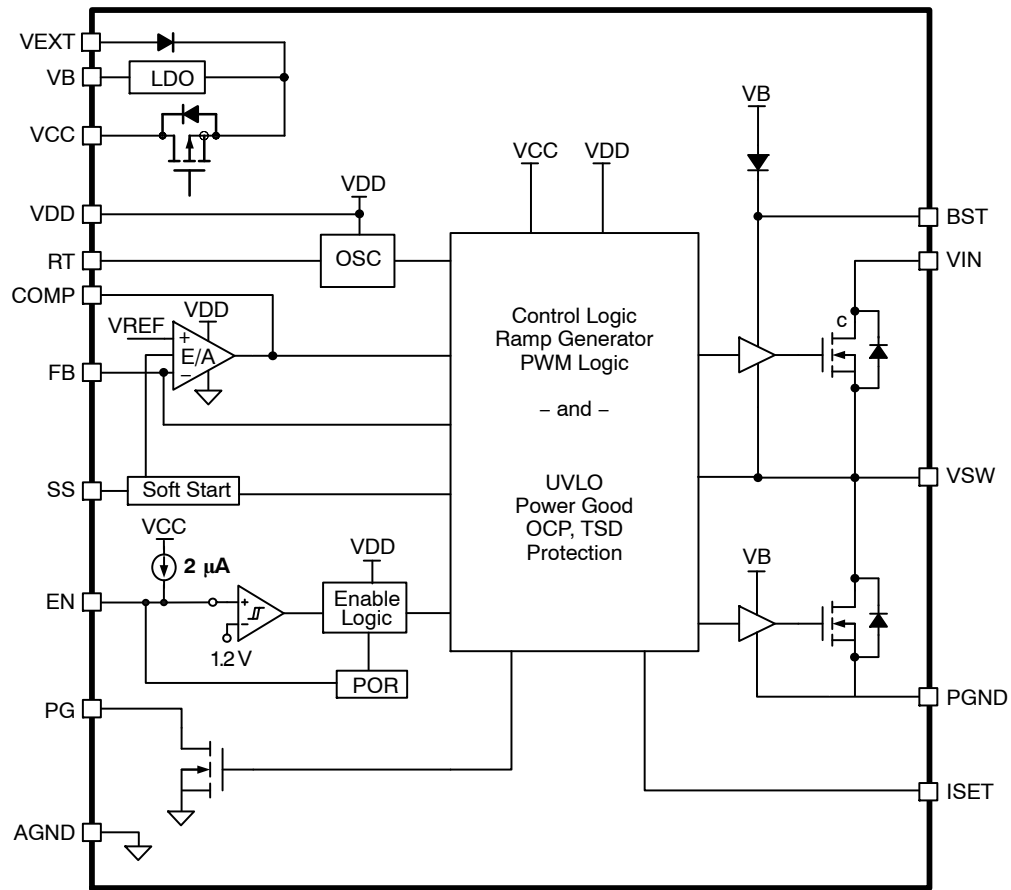 VEXT
VB
LDO
VCC
VDD
VDD
RT
OSC
COMP
VREF
VDD
+
E/A
−
FB
SS
Soft Start
VCC
2 μA
EN
+
−
1.2 V
VDD
Enable
Logic
POR
PG
AGND
VCC
VDD
Control Logic
Ramp Generator
PWM Logic
– and –
UVLO
Power Good
OCP, TSD
Protection
VB
BST
VIN
c
VSW
VB
PGND
ISET